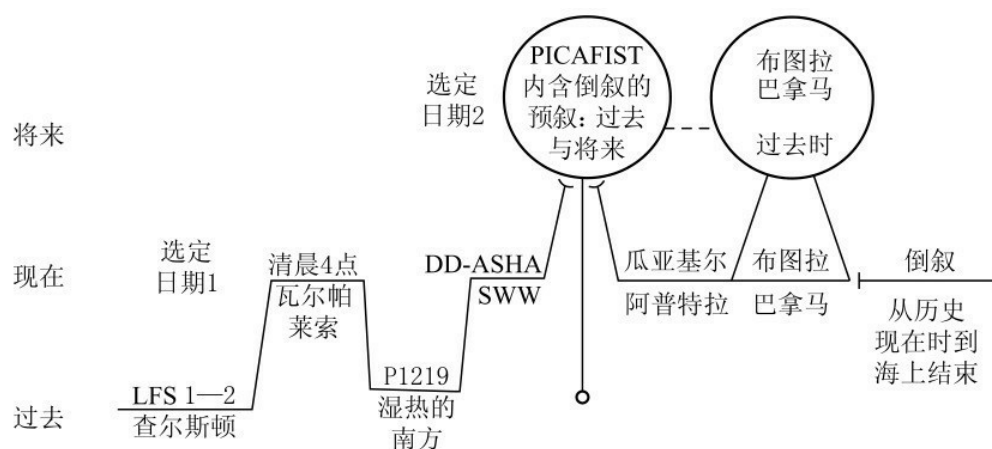 将来
选定
日期2
PICAFIST
内含倒叙的
预叙：过去
与将来
布图拉
巴拿马
过去时
现在
选定
日期1
清晨4点
瓦尔帕
莱索
DD-ASHA
SWW
瓜亚基尔
阿普特拉
布图拉
巴拿马
倒叙
从历史
现在时到
海上结束
过去
LFS 1—2
查尔斯顿
P1219
湿热的
南方